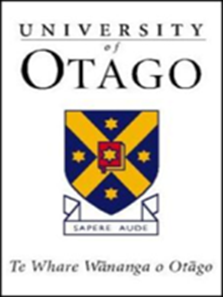 UNIVERSITY
of
OTAGO
SAPERE AUDE
Te Whare Wānanga o Otāgo